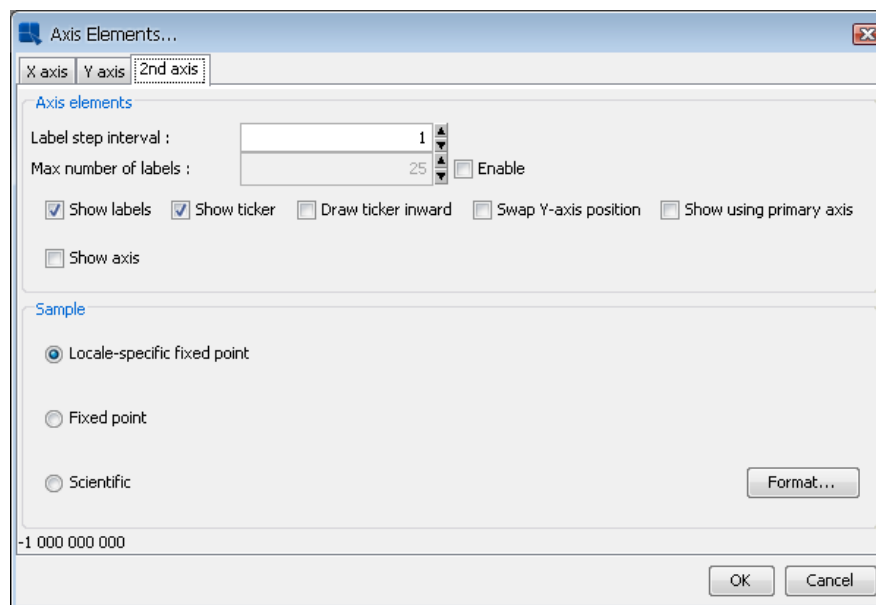 Axis Elements...
X axis Y axis 2nd axis
Axis elements
Label step interval : 1
Max number of labels : 25 Enable
Show labels Show ticker Draw ticker inward Swap Y-axis position Show using primary axis
Show axis
Sample
Locale-specific fixed point
Fixed point
Scientific Format...
-1 000 000 000
OK Cancel